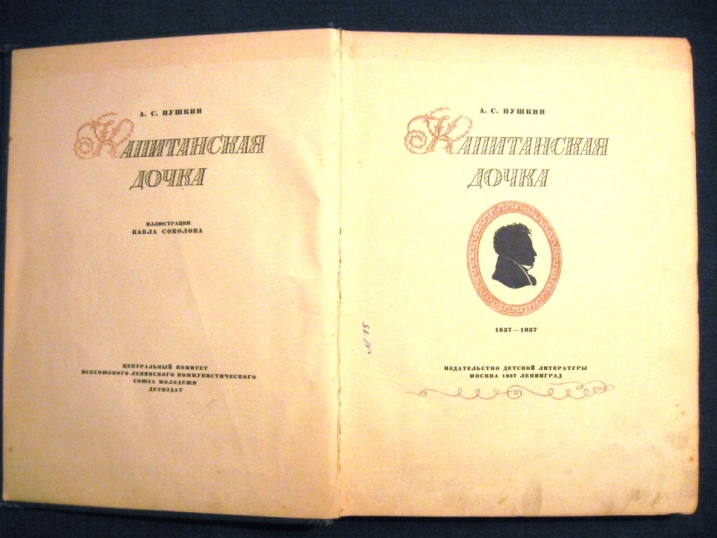 А. С. ПУШКИН
КАПИТАНСКАЯ
ДОЧКА
ИЛЛЮСТРАЦИИ
ПАВЛА СОКОЛОВА
ЦЕНТРАЛЬНЫЙ КОМИТЕТ
ВСЕСОЮЗНОГО ЛЕНИНСКОГО КОММУНИСТИЧЕСКОГО
СОЮЗА МОЛОДЕЖИ
ДЕТИЗДАТ
А. С. ПУШКИН
КАПИТАНСКАЯ
ДОЧКА
1837—1937
N 15
ИЗДАТЕЛЬСТВО ДЕТСКОЙ ЛИТЕРАТУРЫ
МОСКВА 1937 ЛЕНИНГРАД